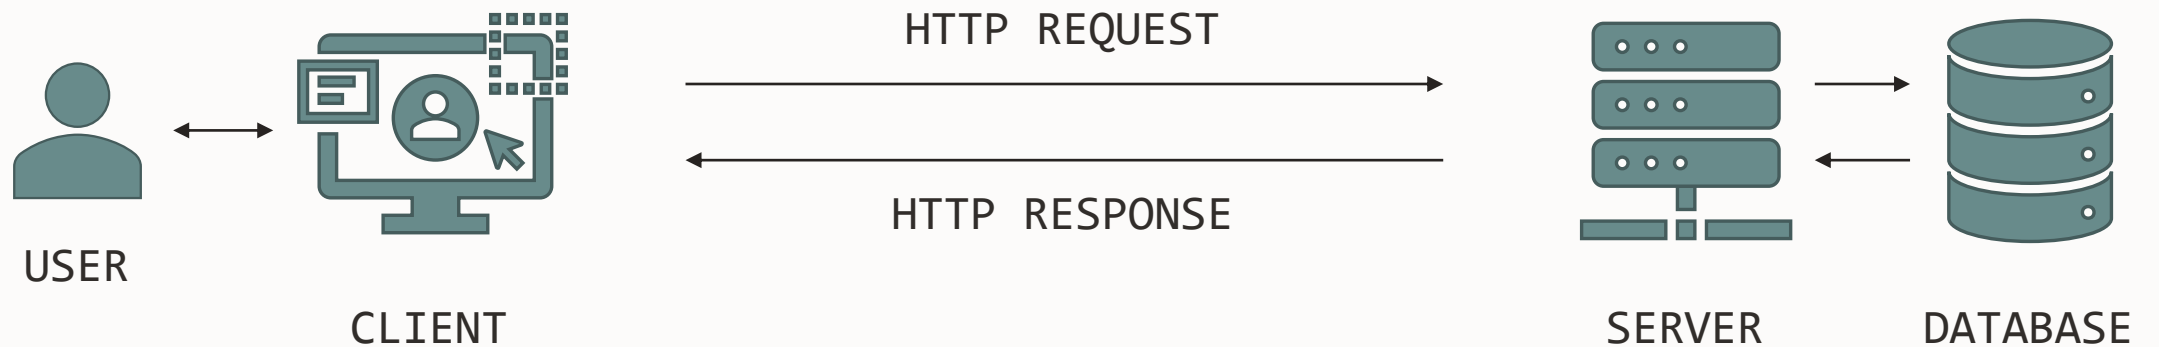 HTTP REQUEST
HTTP RESPONSE
USER
CLIENT
SERVER
DATABASE